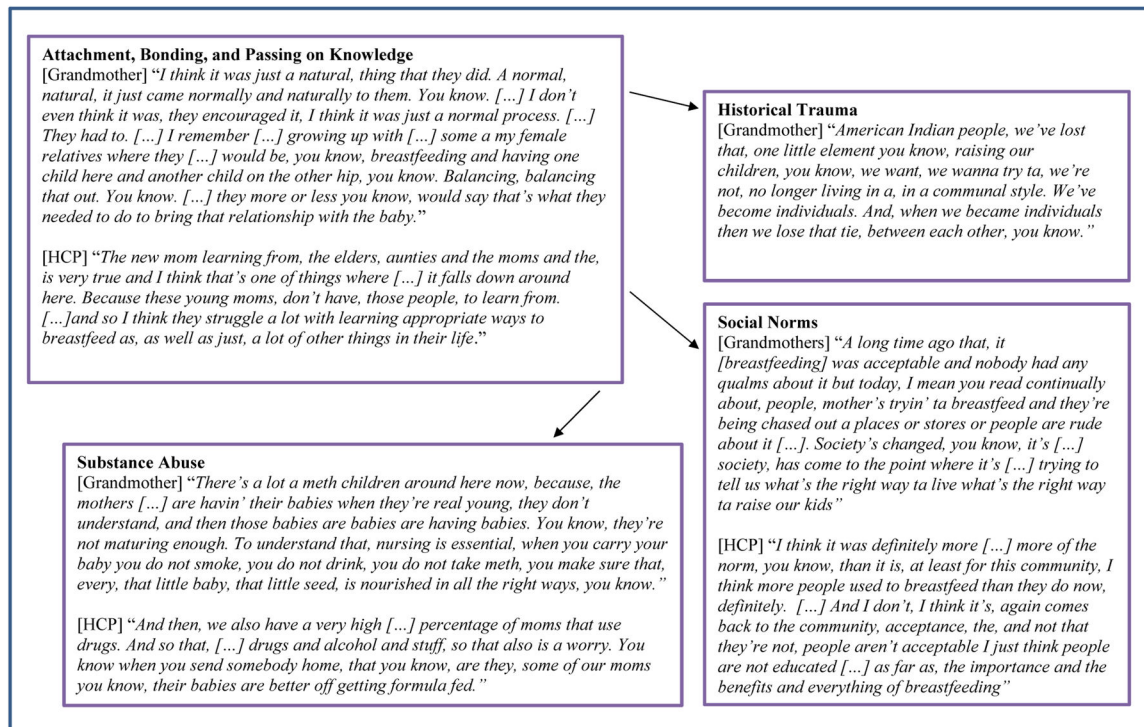 Attachment, Bonding, and Passing on Knowledge
[Grandmother] “I think it was just a natural, thing that they did. A normal,
natural, it just came normally and naturally to them. You know. […] I don’t
even think it was, they encouraged it, I think it was just a normal process. […]
They had to. […] I remember […] growing up with […] some a my female
relatives where they […] would be, you know, breastfeeding and having one
child here and another child on the other hip, you know. Balancing, balancing
that out. You know. […] they more or less you know, would say that’s what they
needed to do to bring that relationship with the baby.”
[HCP] “The new mom learning from, the elders, aunties and the moms and the,
is very true and I think that’s one of things where […] it falls down around
here. Because these young moms, don’t have, those people, to learn from.
[…]and so I think they struggle a lot with learning appropriate ways to
breastfeed as, as well as just, a lot of other things in their life.”
Historical Trauma
[Grandmother] “American Indian people, we’ve lost
that, one little element you know, raising our
children, you know, we want, we wanna try ta, we’re
not, no longer living in a, in a communal style. We’ve
become individuals. And, when we became individuals
then we lose that tie, between each other, you know.”
Social Norms
[Grandmothers] “A long time ago that, it
[breastfeeding] was acceptable and nobody had any
qualms about it but today, I mean you read continually
about, people, mother’s tryin’ ta breastfeed and they’re
being chased out a places or stores or people are rude
about it […]. Society’s changed, you know, it’s […]
society, has come to the point where it’s […] trying to
tell us what’s the right way ta live what’s the right way
ta raise our kids”
[HCP] “I think it was definitely more […] more of the
norm, you know, than it is, at least for this community, I
think more people used to breastfeed than they do now,
definitely. […] And I don’t, I think it’s, again comes
back to the community, acceptance, the, and not that
they’re not, people aren’t acceptable I just think people
are not educated […] as far as, the importance and the
benefits and everything of breastfeeding”
Substance Abuse
[Grandmother] “There’s a lot a meth children around here now, because, the
mothers […] are havin’ their babies when they’re real young, they don’t
understand, and then those babies are babies are having babies. You know, they’re
not maturing enough. To understand that, nursing is essential, when you carry your
baby you do not smoke, you do not drink, you do not take meth, you make sure that,
every, that little baby, that little seed, is nourished in all the right ways, you know.”
[HCP] “And then, we also have a very high […] percentage of moms that use
drugs. And so that, […] drugs and alcohol and stuff, so that also is a worry. You
know when you send somebody home, that you know, are they, some of our moms
you know, their babies are better off getting formula fed.”